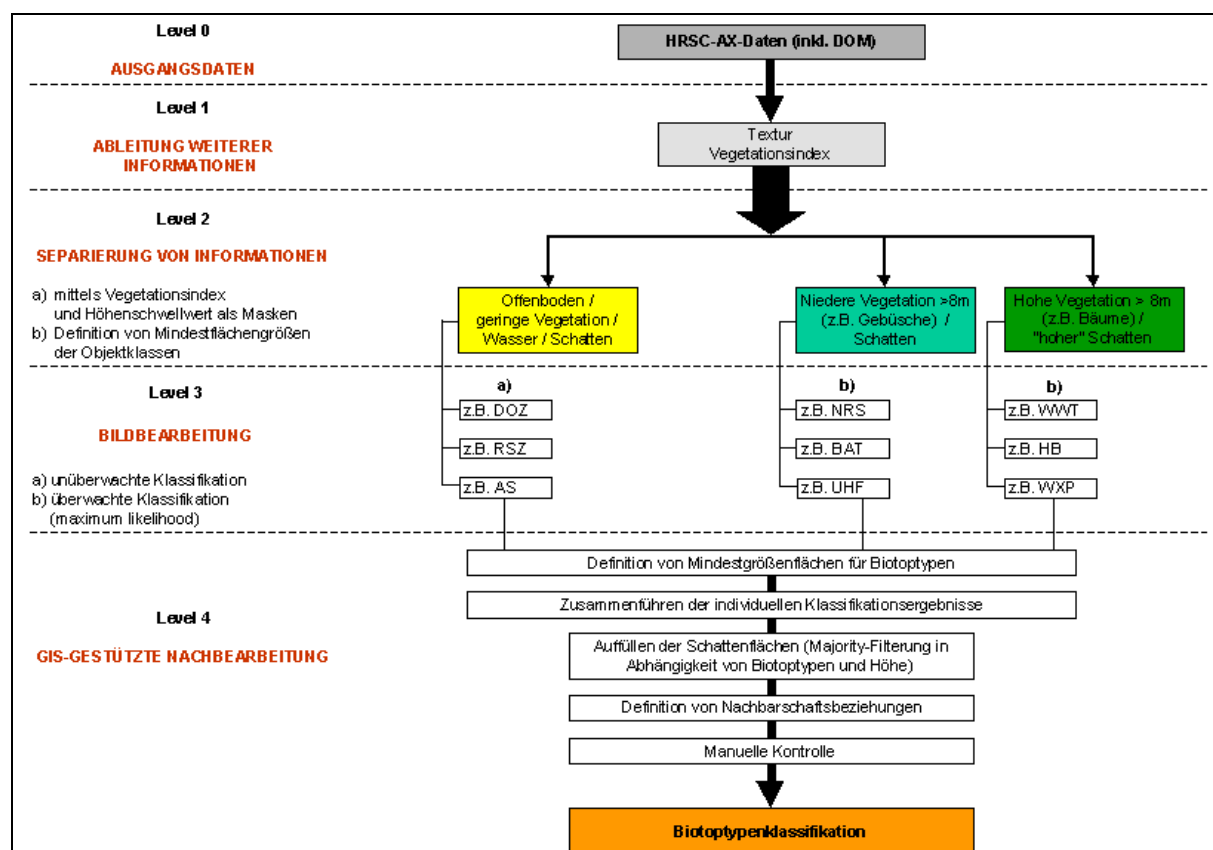 Level 0
HRSC-AX-Daten (inkl. DOM)
AUSGANGSDATEN
Level 1
ABLEITUNG WEITERER
INFORMATIONEN
Textur
Vegetationsindex
Level 2
SEPARIERUNG VON INFORMATIONEN
a) mittels Vegetationsindex
und Höhenschwellwert als Masken
b) Definition von Mindestflächengrößen
der Objektklassen
Offenboden /
geringe Vegetation /
Wasser / Schatten
Niedere Vegetation >8m
(z.B. Gebüsche) /
Schatten
Hohe Vegetation > 8m
(z.B. Bäume) /
"hoher" Schatten
Level 3
BILDBEARBEITUNG
a) unüberwachte Klassifikation
b) überwachte Klassifikation
(maximum likelihood)
a)
z.B. DOZ
z.B. RSZ
z.B. AS
b)
z.B. NRS
z.B. BAT
z.B. UHF
b)
z.B. WWT
z.B. HB
z.B. WXP
Level 4
GIS-GESTÜTZTE NACHBEARBEITUNG
Definition von Mindestgrößenflächen für Biotoptypen
Zusammenführen der individuellen Klassifikationsergebnisse
Auffüllen der Schattenflächen (Majority-Filterung in
Abhängigkeit von Biotoptypen und Höhe)
Definition von Nachbarschaftsbeziehungen
Manuelle Kontrolle
Biotoptypenklassifikation